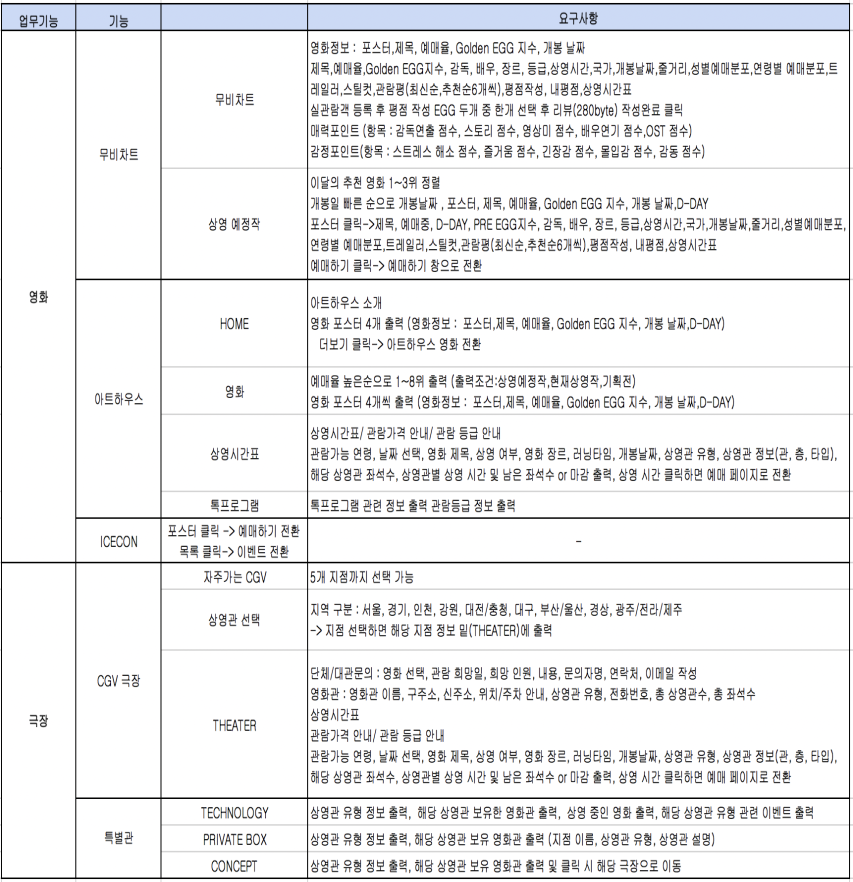 업무기능 기능 요구사항
영화
무비차트
무비차트
영화정보 : 포스터,제목, 예매율, Golden EGG 지수, 개봉 날짜
제목,예매율,Golden EGG지수, 감독, 배우, 장르, 등급,상영시간,국가,개봉날짜,줄거리,성별예매분포,연령별 예매분포,트
레일러,스틸컷,관람평(최신순,추천순6개씩),평점작성, 내평점,상영시간표
실관람객 등록 후 평점 작성 EGG 두개 중 한개 선택 후 리뷰(280byte) 작성완료 클릭
매력포인트 (항목 : 감독연출 점수, 스토리 점수, 영상미 점수, 배우연기 점수,OST 점수)
감정포인트(항목 : 스트레스 해소 점수, 즐거움 점수, 긴장감 점수, 몰입감 점수, 감동 점수)
상영 예정작
이달의 추천 영화 1~3위 정렬
개봉일 빠른 순으로 개봉날짜 , 포스터, 제목, 예매율, Golden EGG 지수, 개봉 날짜,D-DAY
포스터 클릭->제목, 예매중, D-DAY, PRE EGG지수, 감독, 배우, 장르, 등급,상영시간,국가,개봉날짜,줄거리,성별예매분포,
연령별 예매분포,트레일러,스틸컷,관람평(최신순,추천순6개씩),평점작성, 내평점,상영시간표
예매하기 클릭-> 예매하기 창으로 전환
아트하우스
HOME
아트하우스 소개
영화 포스터 4개 출력 (영화정보 : 포스터,제목, 예매율, Golden EGG 지수, 개봉 날짜,D-DAY)
더보기 클릭-> 아트하우스 영화 전환
영화
예매율 높은순으로 1~8위 출력 (출력조건:상영예정작,현재상영작,기획전)
영화 포스터 4개씩 출력 (영화정보 : 포스터,제목, 예매율, Golden EGG 지수, 개봉 날짜,D-DAY)
상영시간표
상영시간표/ 관람가격 안내/ 관람 등급 안내
관람가능 연령, 날짜 선택, 영화 제목, 상영 여부, 영화 장르, 러닝타임, 개봉날짜, 상영관 유형, 상영관 정보(관, 층, 타입),
해당 상영관 좌석수, 상영관별 상영 시간 및 남은 좌석수 or 마감 출력, 상영 시간 클릭하면 예매 페이지로 전환
톡프로그램
톡프로그램 관련 정보 출력 관람등급 정보 출력
ICECON
포스터 클릭 -> 예매하기 전환
목록 클릭-> 이벤트 전환
-
극장
CGV 극장
자주가는 CGV
5개 지점까지 선택 가능
상영관 선택
지역 구분 : 서울, 경기, 인천, 강원, 대전/충청, 대구, 부산/울산, 경상, 광주/전라/제주
-> 지점 선택하면 해당 지점 정보 밑(THEATER)에 출력
THEATER
단체/대관문의 : 영화 선택, 관람 희망일, 희망 인원, 내용, 문의자명, 연락처, 이메일 작성
영화관 : 영화관 이름, 구주소, 신주소, 위치/주차 안내, 상영관 유형, 전화번호, 총 상영관수, 총 좌석수
상영시간표
관람가격 안내/ 관람 등급 안내
관람가능 연령, 날짜 선택, 영화 제목, 상영 여부, 영화 장르, 러닝타임, 개봉날짜, 상영관 유형, 상영관 정보(관, 층, 타입),
해당 상영관 좌석수, 상영관별 상영 시간 및 남은 좌석수 or 마감 출력, 상영 시간 클릭하면 예매 페이지로 전환
특별관
TECHNOLOGY
상영관 유형 정보 출력, 해당 상영관 보유한 영화관 출력, 상영 중인 영화 출력, 해당 상영관 유형 관련 이벤트 출력
PRIVATE BOX
상영관 유형 정보 출력, 해당 상영관 보유 영화관 출력 (지점 이름, 상영관 유형, 상영관 설명)
CONCEPT
상영관 유형 정보 출력, 해당 상영관 보유 영화관 출력 및 클릭 시 해당 극장으로 이동